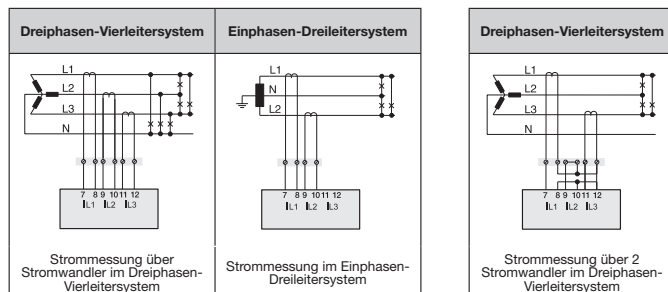 Dreiphasen-Vierleitersystem
L1
L2
L3
N
7 8 9 10 11 12
IL1 IL2 IL3
Strommessung über
Stromwandler im Dreiphasen-
Vierleitersystem
Einphasen-Dreileitersystem
L1
N
L2
7 8 9 10 11 12
IL1 IL2 IL3
Strommessung im Einphasen-
Dreileitersystem
Dreiphasen-Vierleitersystem
L1
L2
L3
N
7 8 9 10 11 12
IL1 IL2 IL3
Strommessung über 2
Stromwandler im Dreiphasen-
Vierleitersystem